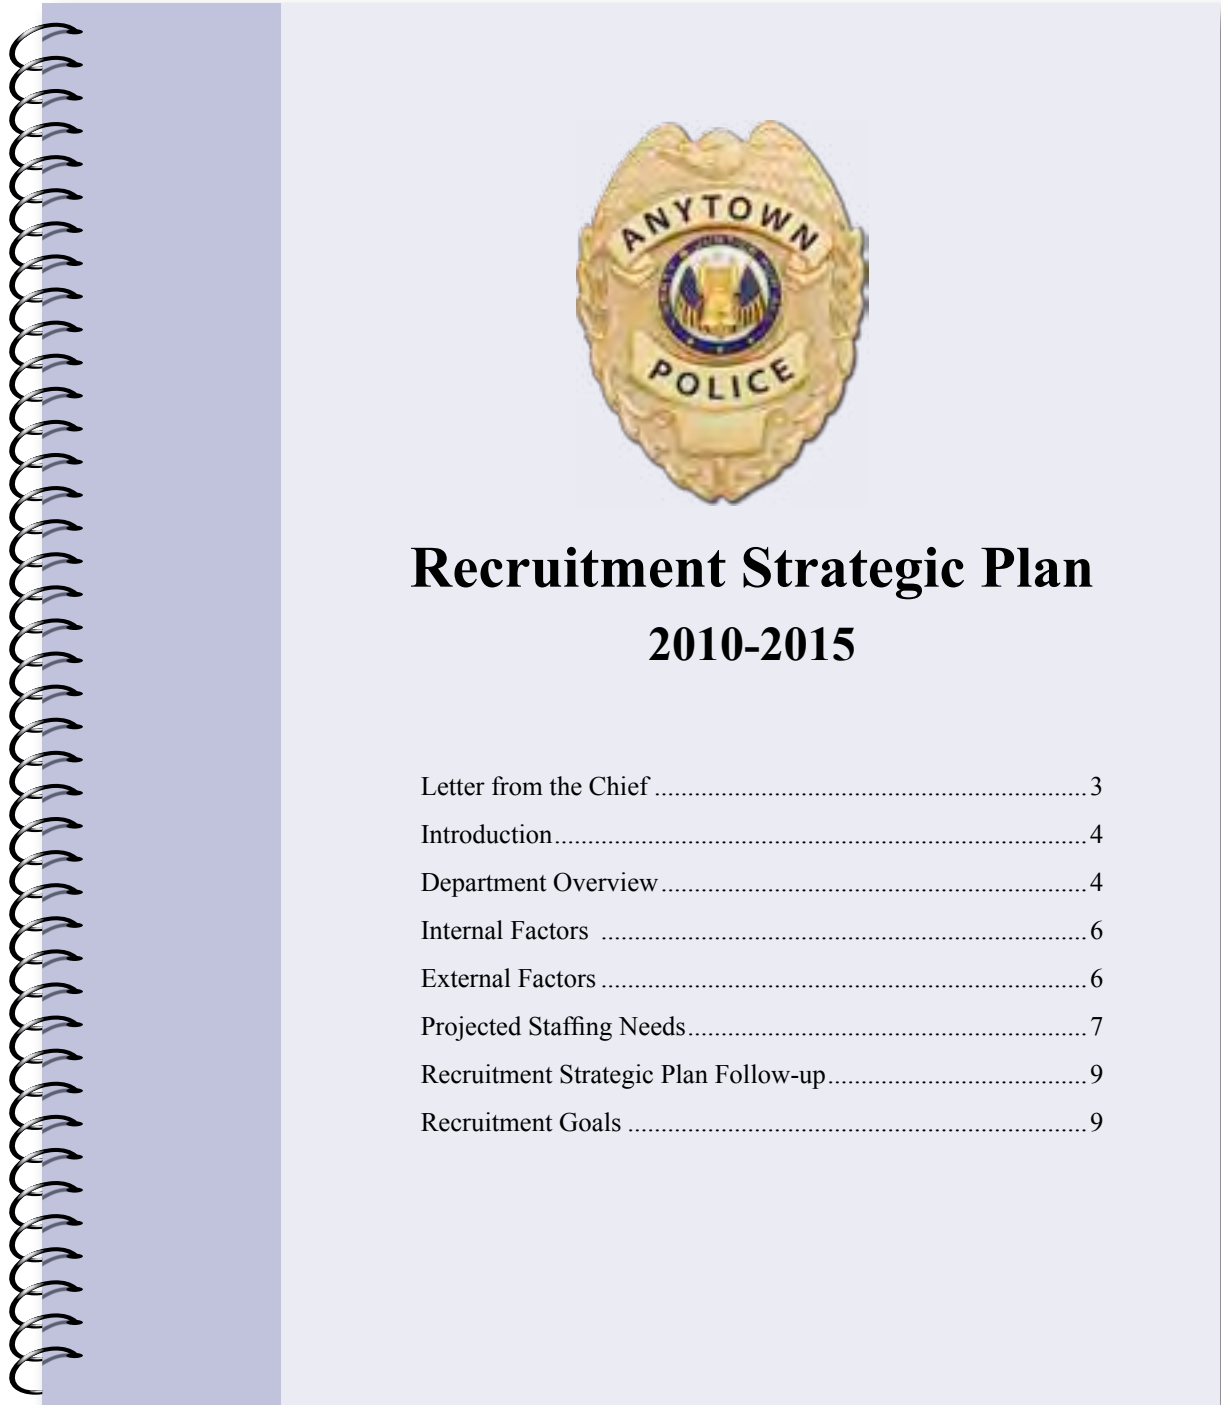 ANYTOWN
POLICE
Recruitment Strategic Plan
2010-2015
Letter from the Chief ................................................................. 3
Introduction................................................................................ 4
Department Overview................................................................ 4
Internal Factors ......................................................................... 6
External Factors ......................................................................... 6
Projected Staffing Needs............................................................ 7
Recruitment Strategic Plan Follow-up....................................... 9
Recruitment Goals ..................................................................... 9